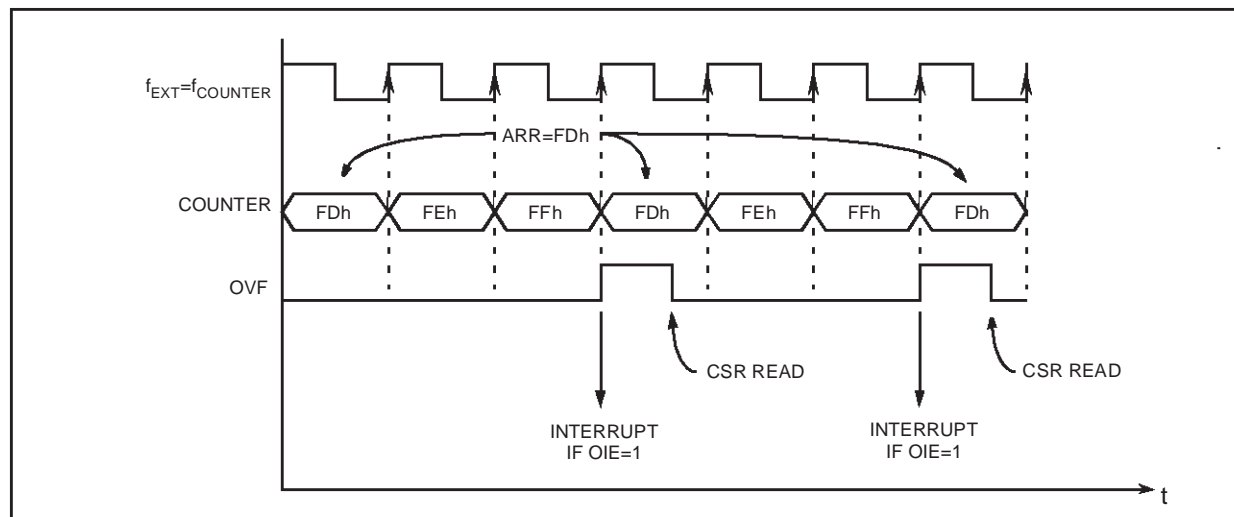 fEXT=fCOUNTER
ARR=FDh
COUNTER
FDh FEh FFh FDh FEh FFh FDh
OVF
CSR READ
CSR READ
INTERRUPT
IF OIE=1
INTERRUPT
IF OIE=1
t